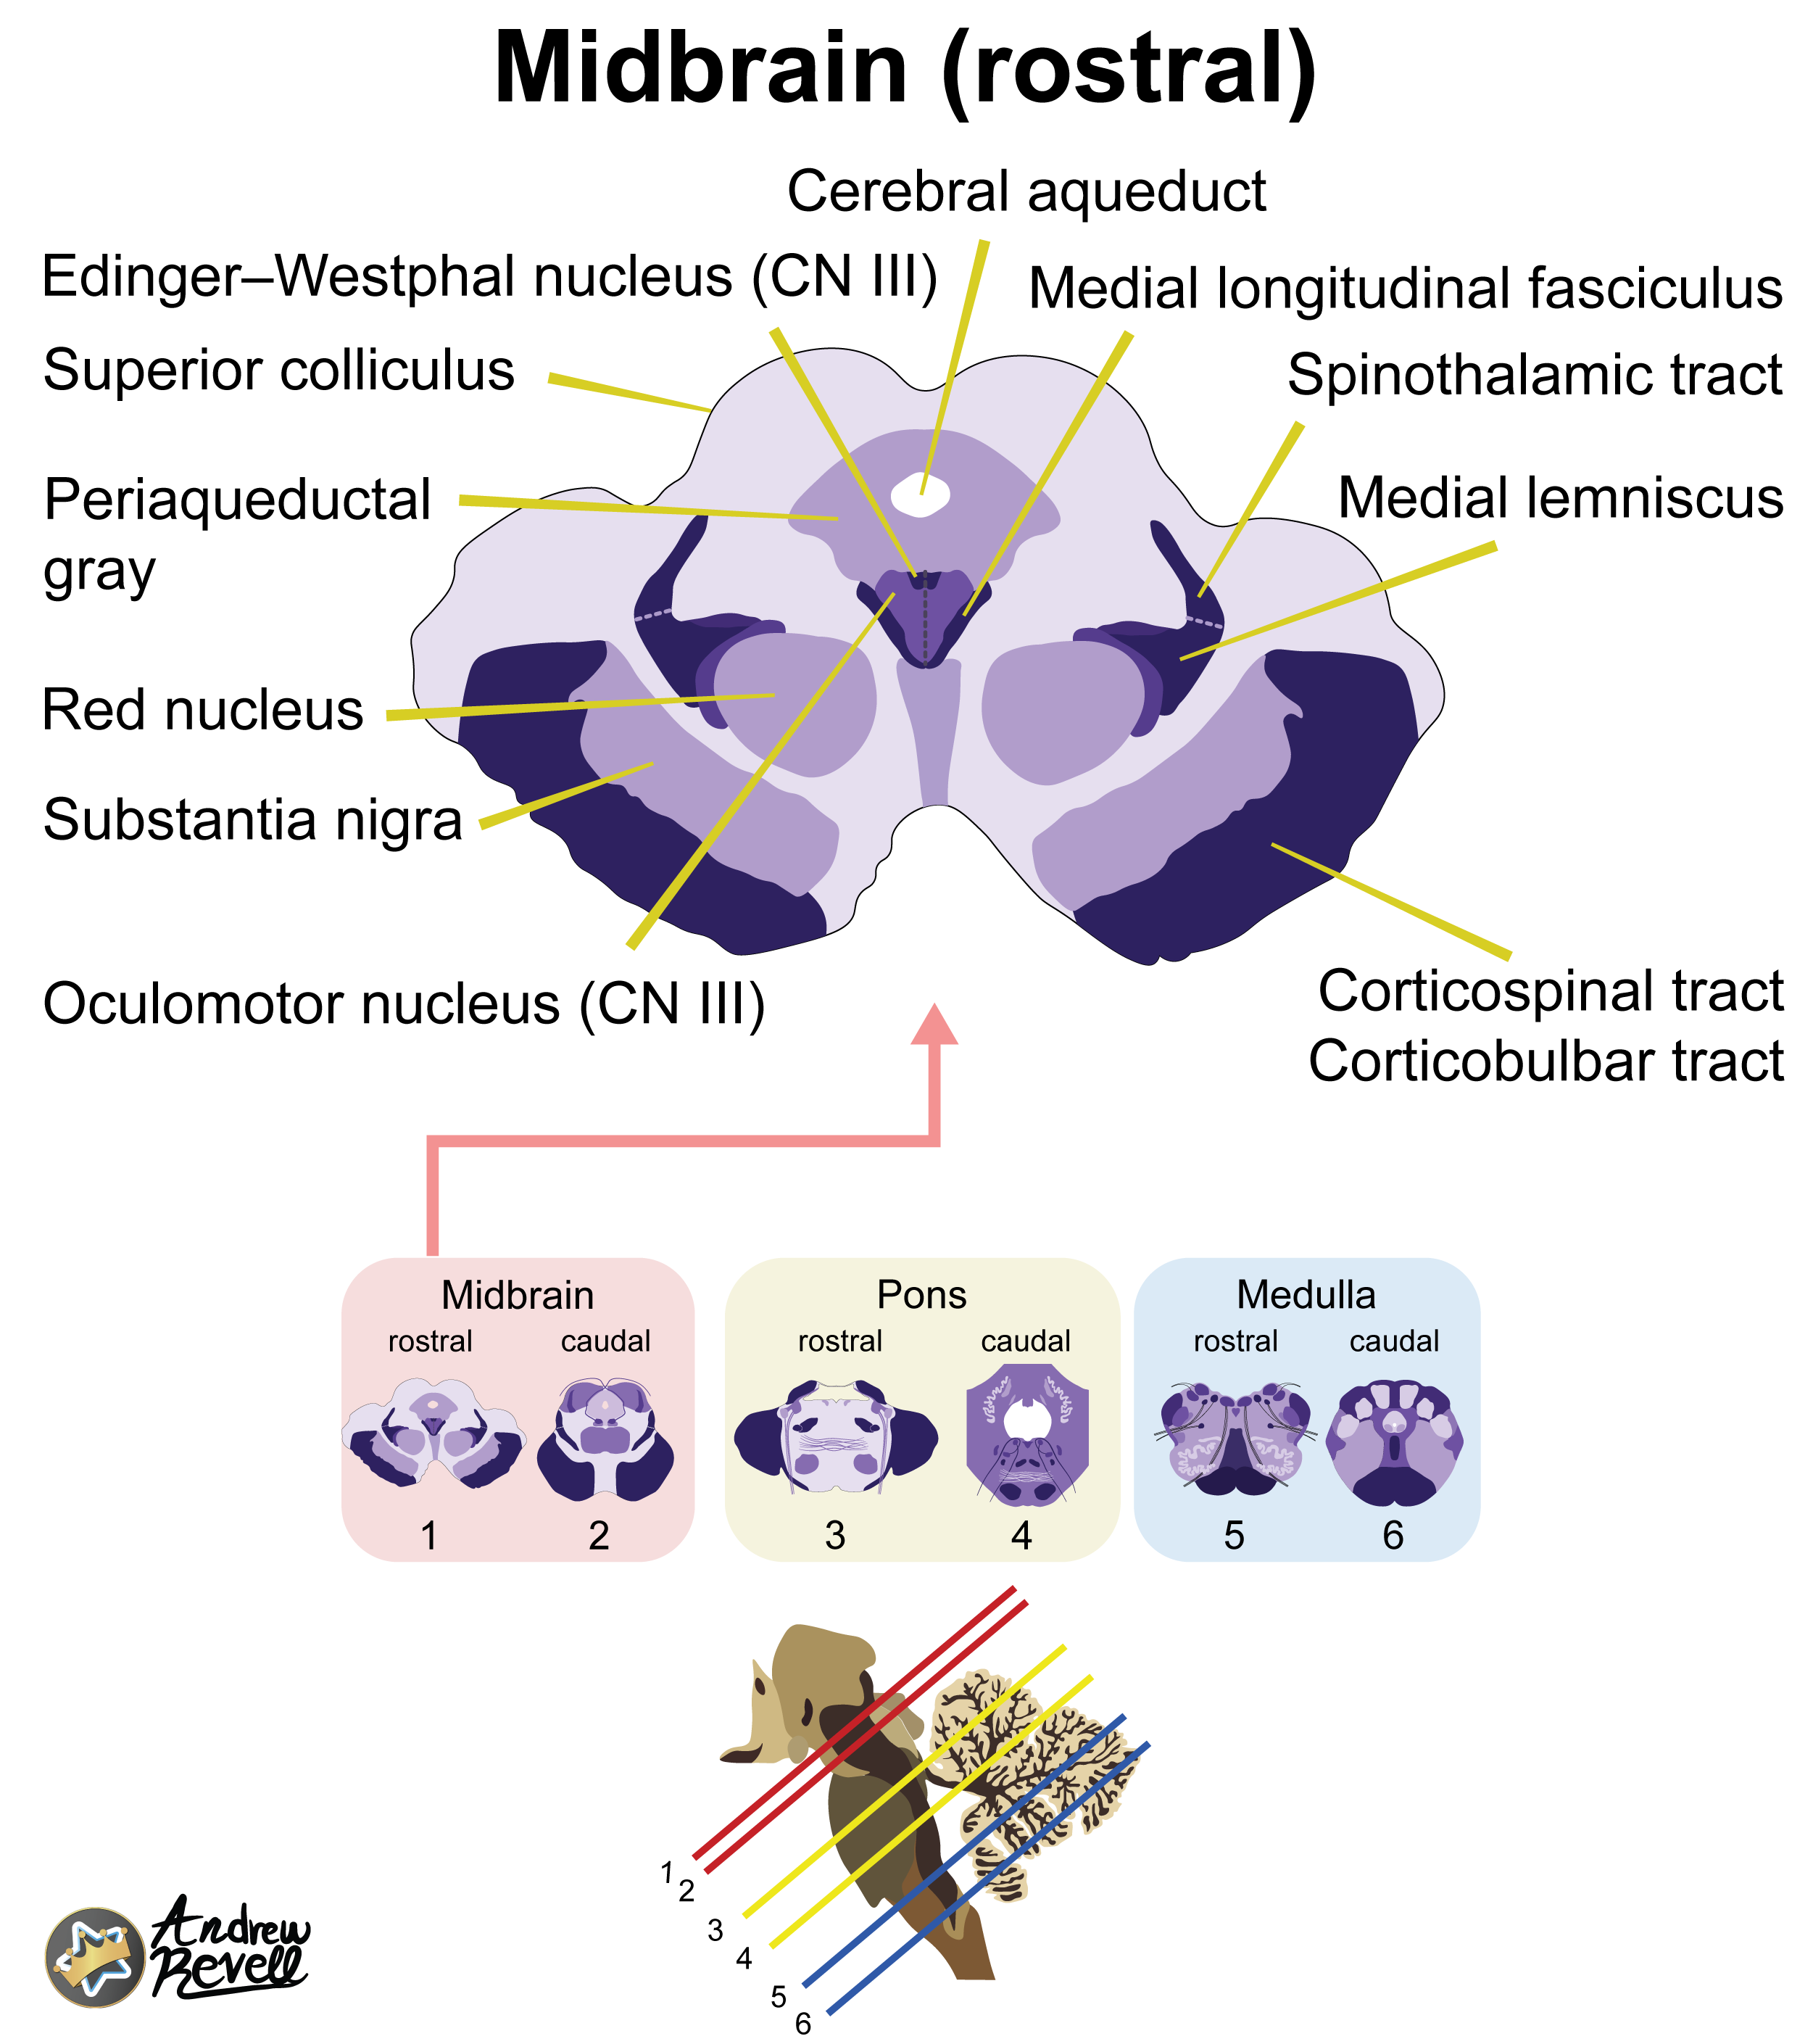 Midbrain (rostral)
Cerebral aqueduct
Edinger–Westphal nucleus (CN III)
Medial longitudinal fasciculus
Superior colliculus
Spinothalamic tract
Periaqueductal
gray
Medial lemniscus
Red nucleus
Substantia nigra
Oculomotor nucleus (CN III)
Corticospinal tract
Corticobulbar tract
Midbrain
rostral caudal
1 2
Pons
rostral caudal
3 4
Medulla
rostral caudal
5 6
1
2
3
4
5
6
Andrew
Revell